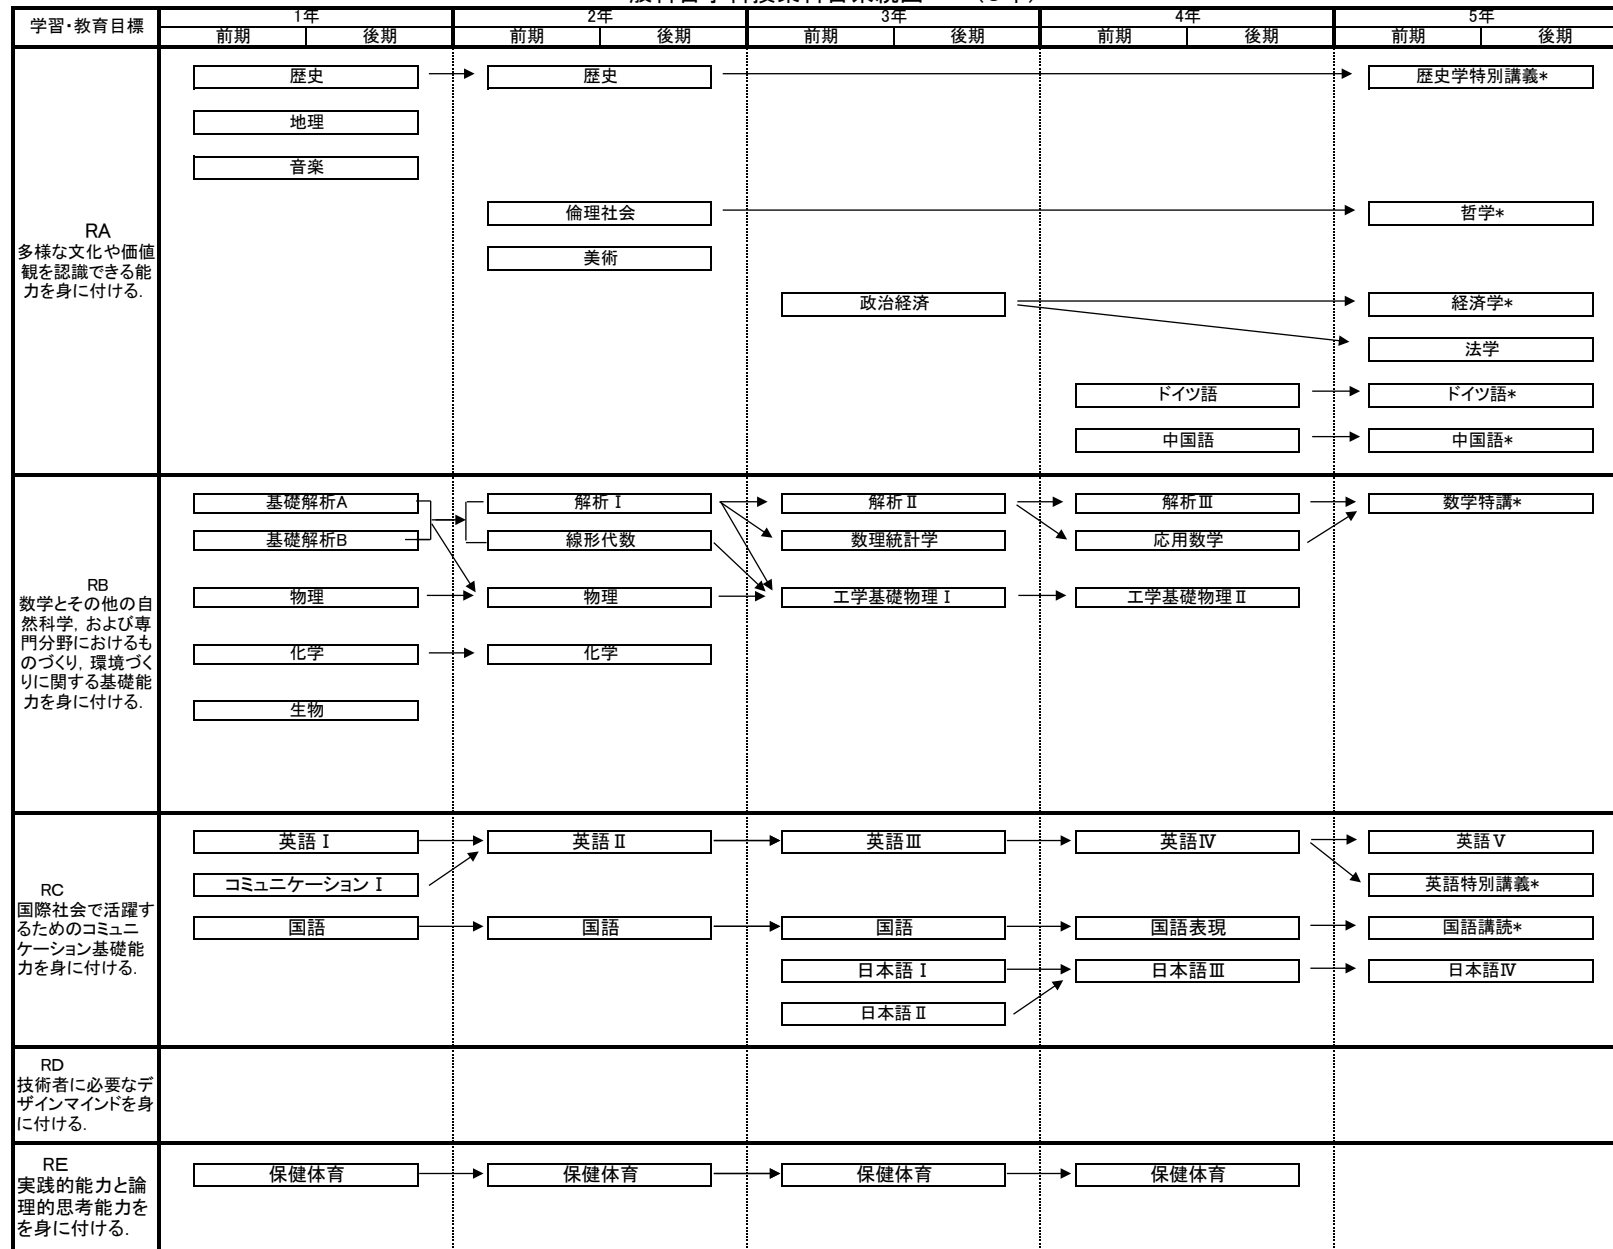 学習・教育目標
1年
2年
3年
4年
5年
前期
後期
前期
後期
前期
後期
前期
後期
前期
後期
RA
多様な文化や価値
観を認識できる能
力を身に付ける.
歴史
歴史
歴史学特別講義*
地理
音楽
倫理社会
哲学*
美術
政治経済
経済学*
法学
ドイツ語
ドイツ語*
中国語
中国語*
RB
数学とその他の自
然科学, および専
門分野におけるも
のづくり, 環境づく
りに関する基礎能
力を身に付ける.
基礎解析A
解析Ⅰ
解析Ⅱ
解析Ⅲ
数学特講*
基礎解析B
線形代数
数理統計学
応用数学
物理
物理
工学基礎物理Ⅰ
工学基礎物理Ⅱ
化学
化学
生物
RC
国際社会で活躍す
るためのコミュニ
ケーション基礎能
力を身に付ける.
英語Ⅰ
英語Ⅱ
英語Ⅲ
英語Ⅳ
英語Ⅴ
コミュニケーションⅠ
英語特別講義*
国語
国語
国語
国語表現
国語講読*
日本語Ⅰ
日本語Ⅲ
日本語Ⅳ
日本語Ⅱ
RD
技術者に必要なデ
ザインマインドを身
に付ける.
RE
実践的能力と論
理的思考能力を
を身に付ける.
保健体育
保健体育
保健体育
保健体育